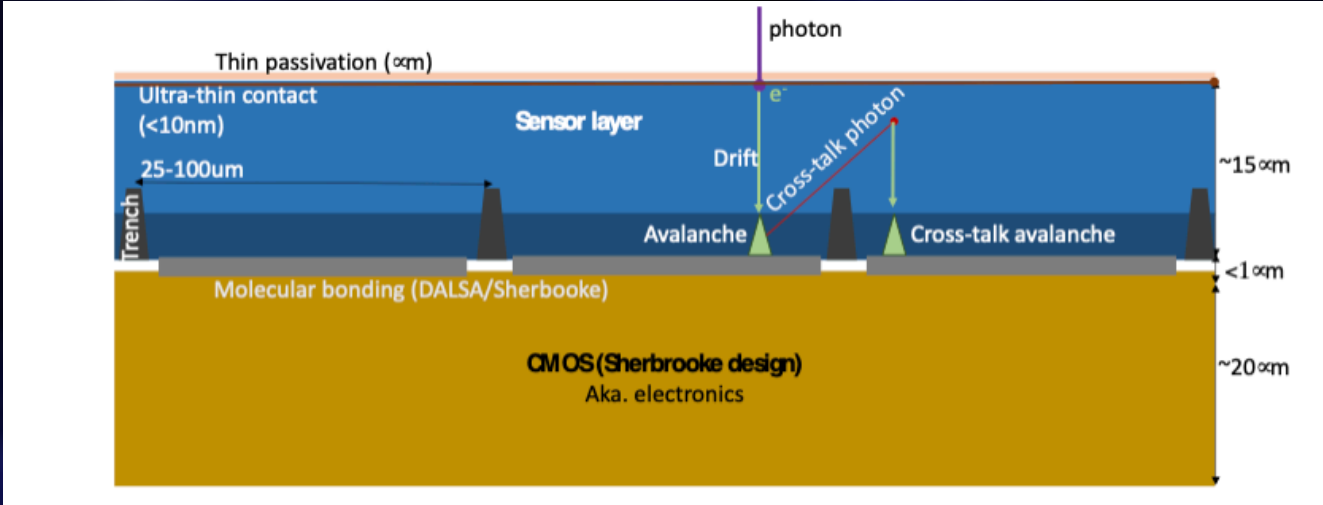 photon
Thin passivation (∝m)
Ultra-thin contact
(<10nm)
e-
Sensor layer
Cross-talk photon
Drift
~15∝m
25-100um
Trench
Avalanche
Cross-talk avalanche
<1∝m
Molecular bonding (DALSA/Sherbooke)
CMOS (Sherbrooke design)
Aka. electronics
~20∝m